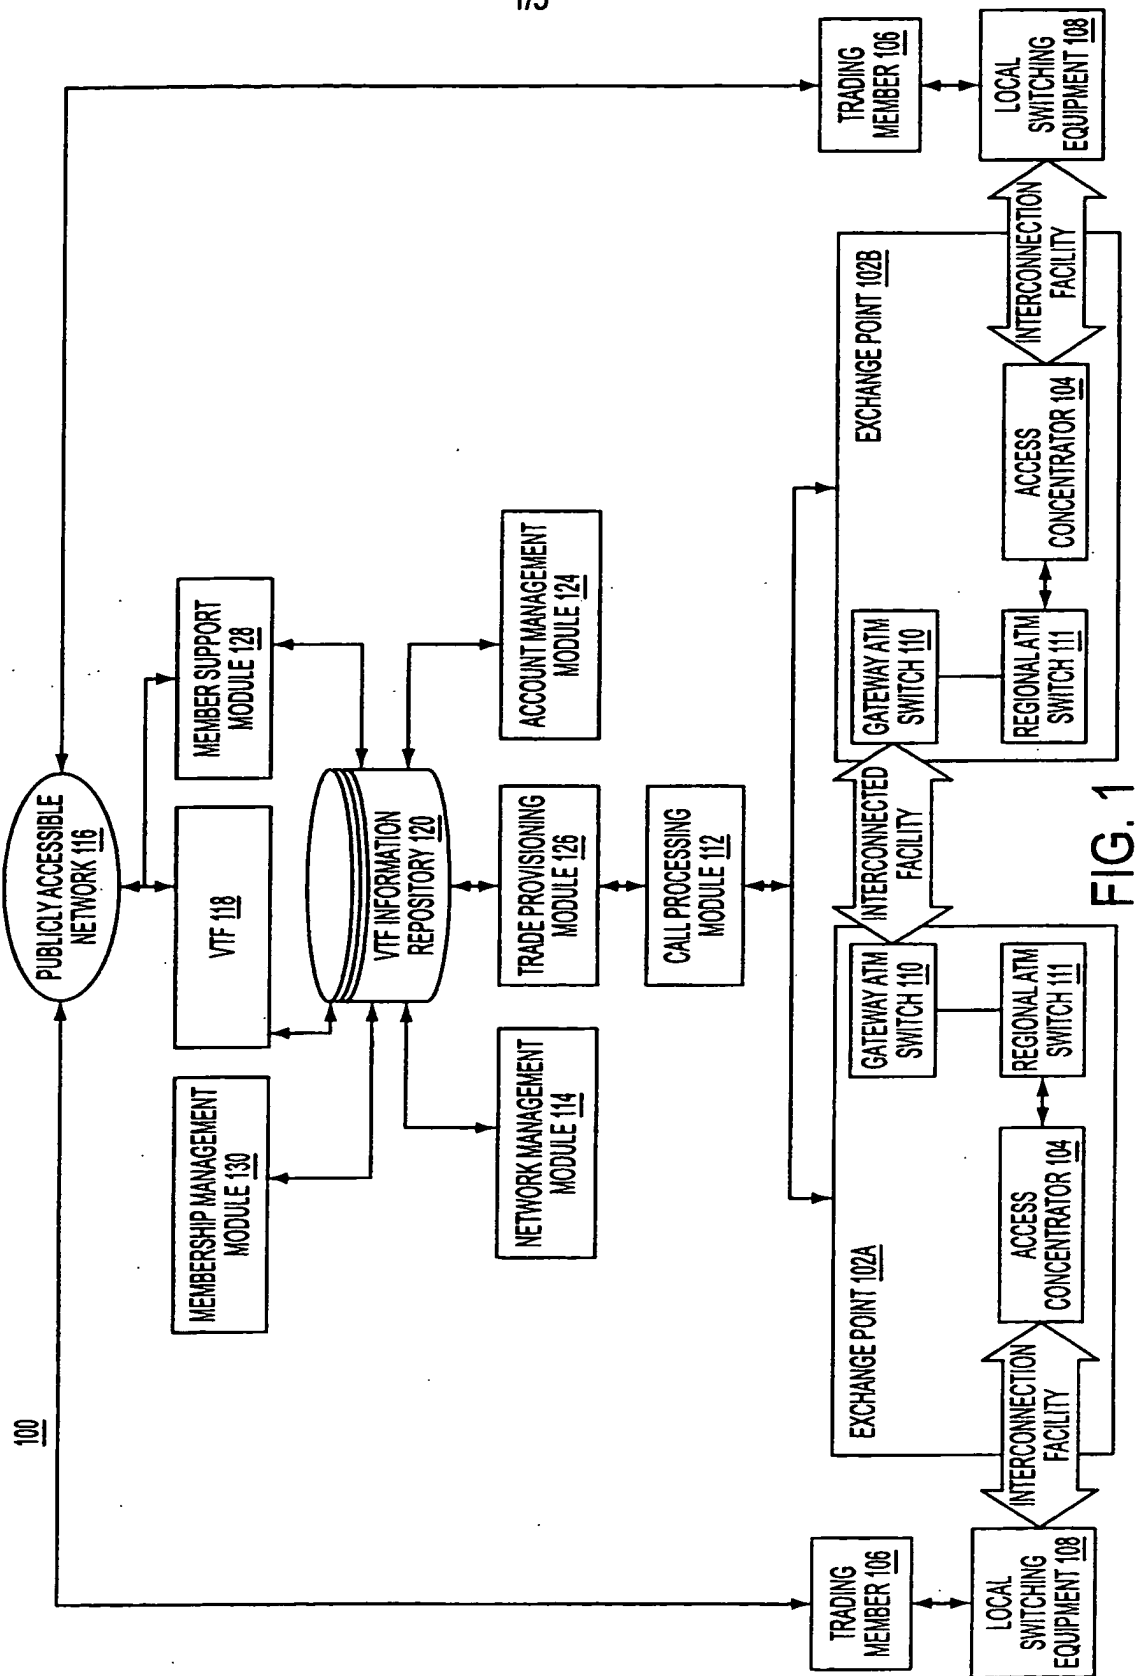 1/5
100
PUBLICLY ACCESSIBLE
NETWORK 116
MEMBERSHIP MANAGEMENT
MODULE 130
VTF 118
MEMBER SUPPORT
MODULE 128
VTF INFORMATION
REPOSITORY 120
NETWORK MANAGEMENT
MODULE 114
TRADE PROVISIONING
MODULE 126
ACCOUNT MANAGEMENT
MODULE 124
CALL PROCESSING
MODULE 112
TRADING
MEMBER 106
LOCAL
SWITCHING
EQUIPMENT 108
INTERCONNECTION
FACILITY
EXCHANGE POINT 102A
ACCESS
CONCENTRATOR 104
GATEWAY ATM
SWITCH 110
REGIONAL ATM
SWITCH 111
INTERCONNECTED
FACILITY
EXCHANGE POINT 102B
GATEWAY ATM
SWITCH 110
REGIONAL ATM
SWITCH 111
ACCESS
CONCENTRATOR 104
INTERCONNECTION
FACILITY
TRADING
MEMBER 106
LOCAL
SWITCHING
EQUIPMENT 108
FIG. 1